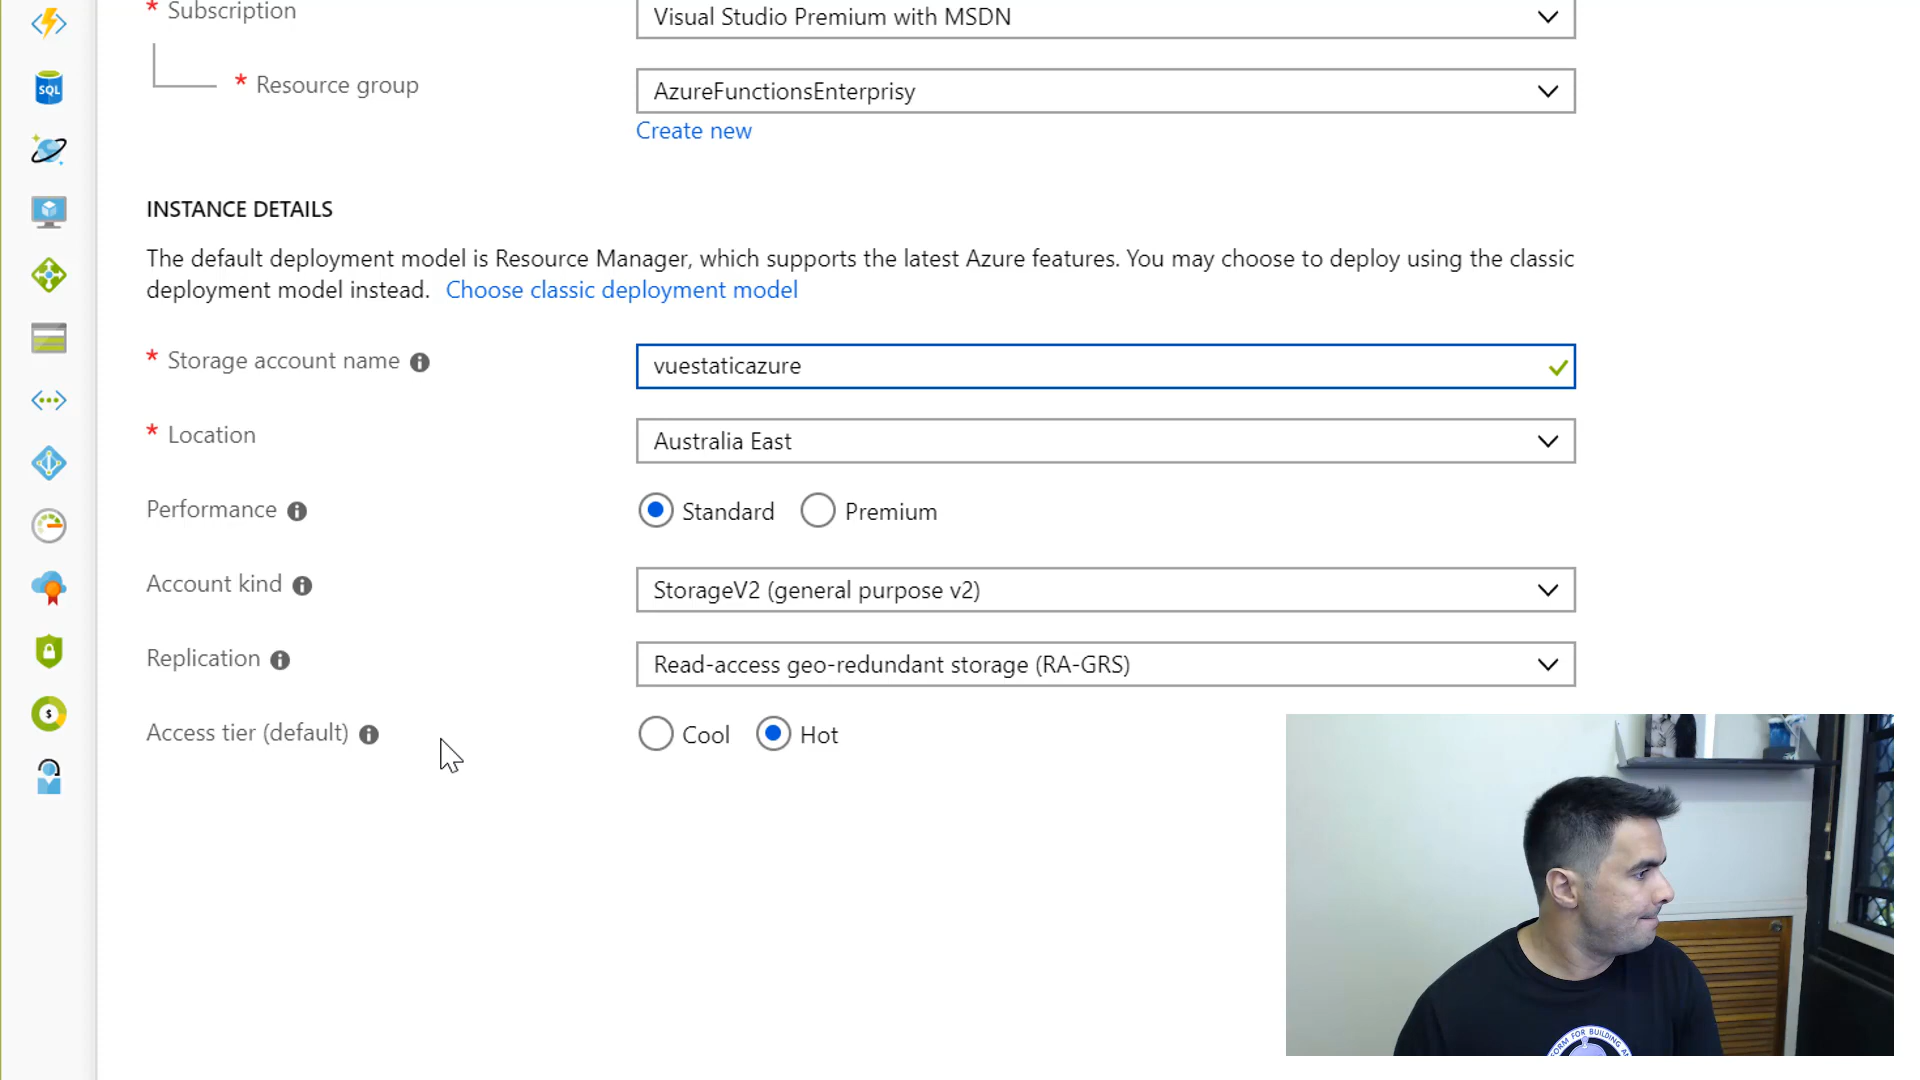 * Subscription
Visual Studio Premium with MSDN
* Resource group
AzureFunctionsEnterprisy
Create new
INSTANCE DETAILS
The default deployment model is Resource Manager, which supports the latest Azure features. You may choose to deploy using the classic
deployment model instead. Choose classic deployment model
* Storage account name
vuestaticazure
* Location
Australia East
Performance
Standard Premium
Account kind
StorageV2 (general purpose v2)
Replication
Read-access geo-redundant storage (RA-GRS)
Access tier (default)
Cool Hot
SQL
$
FOR BUILDING